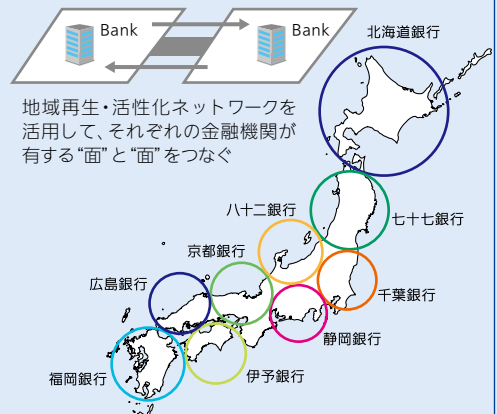 Bank
Bank
地域再生・活性化ネットワークを
活用して、それぞれの金融機関が
有する“面”と“面”をつなぐ
北海道銀行
八十二銀行
七十七銀行
京都銀行
広島銀行
千葉銀行
静岡銀行
福岡銀行
伊予銀行